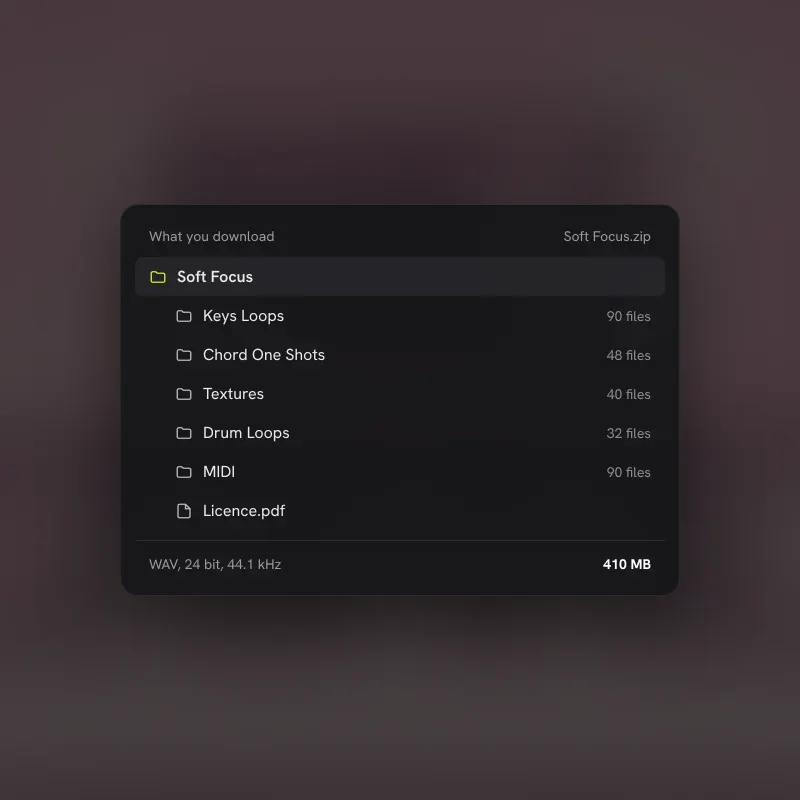 What you download Soft Focus.zip
Soft Focus
Keys Loops 90 files
Chord One Shots 48 files
Textures 40 files
Drum Loops 32 files
MIDI 90 files
Licence.pdf
WAV, 24 bit, 44.1 kHz 410 MB